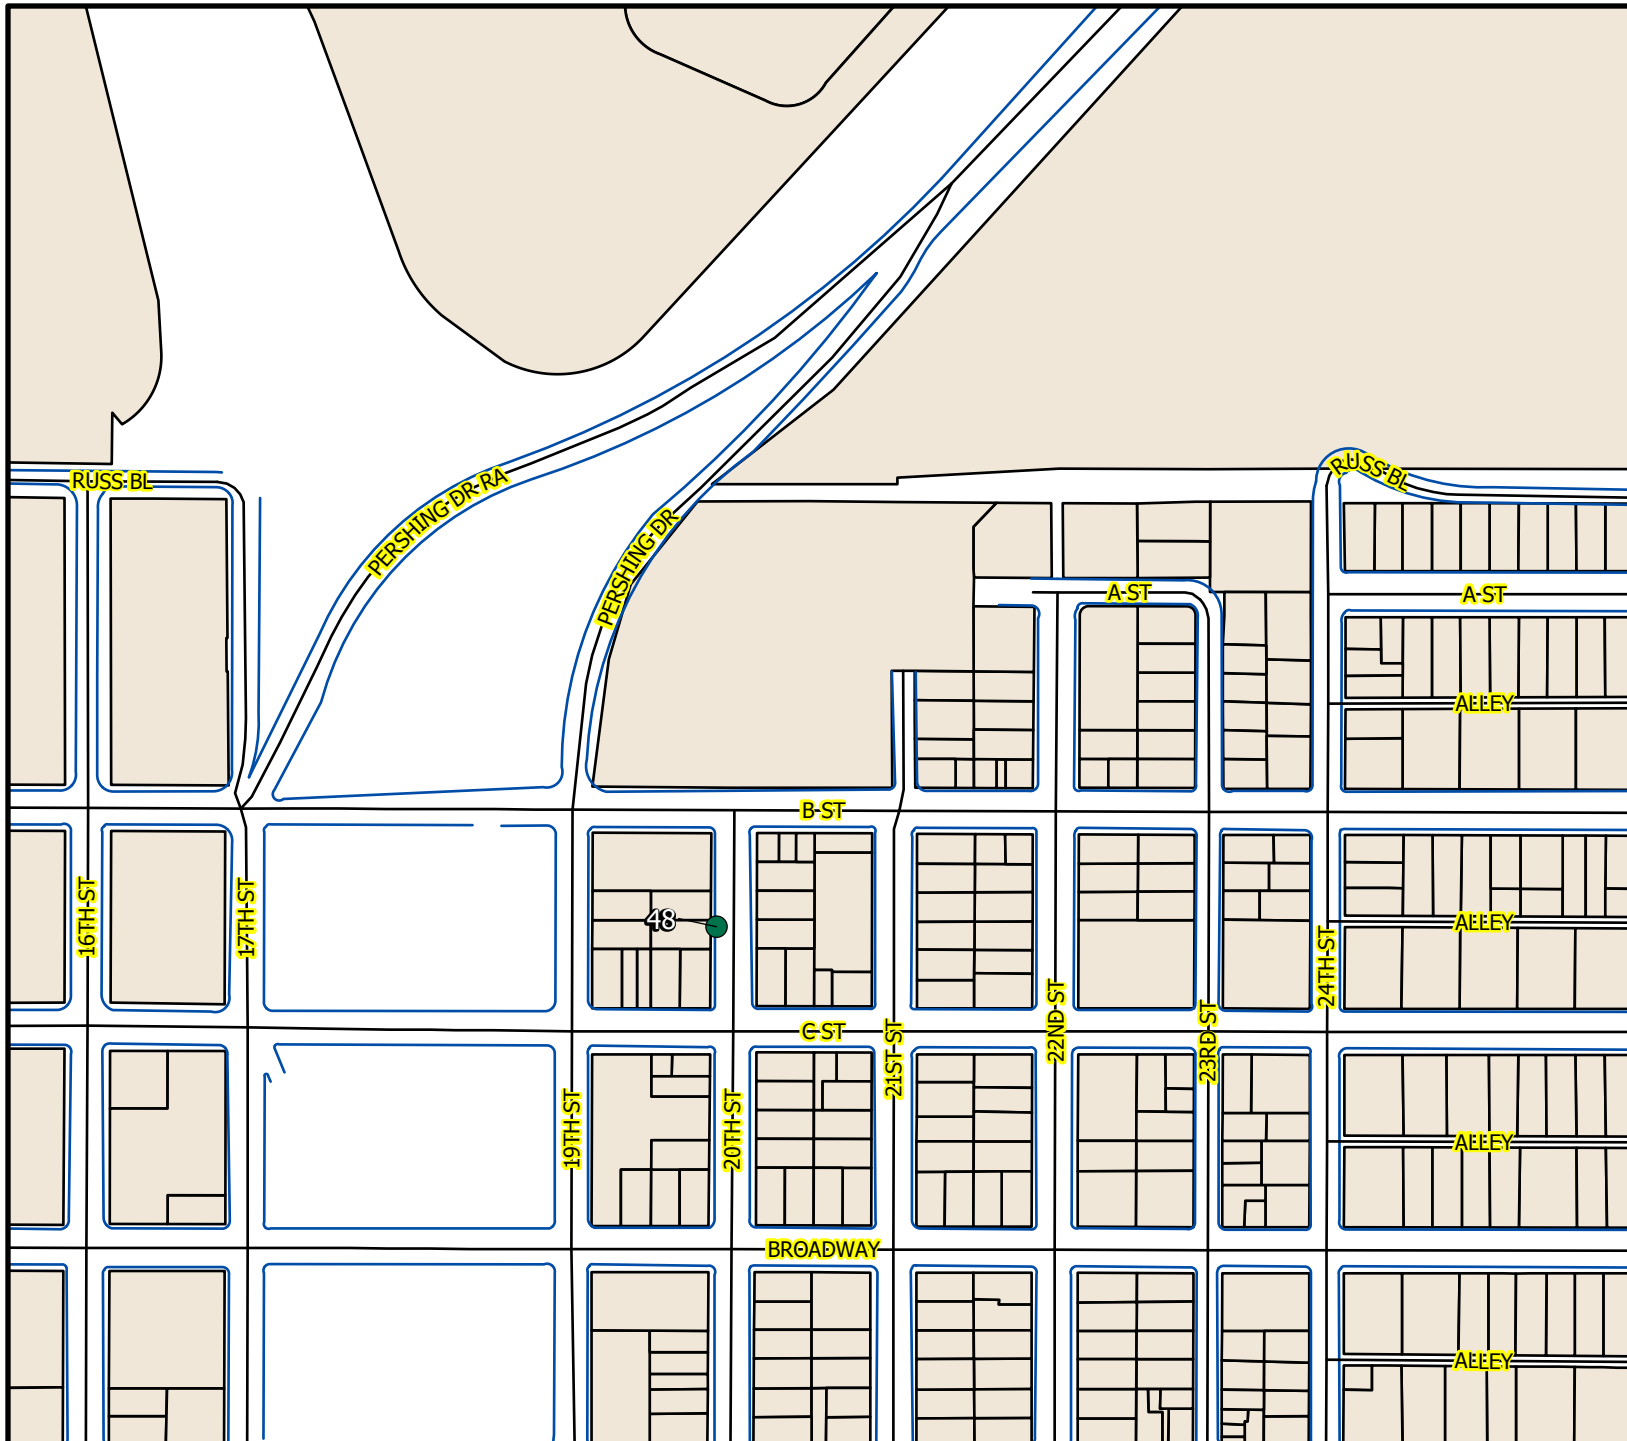 RUSS BL
RUSS BL
PERSHING DR RA
PERSHING DR
A ST
A ST
ALLEY
B ST
16TH ST
17TH ST
48
ALLEY
24TH ST
22ND ST
C ST
21ST ST
23RD ST
19TH ST
20TH ST
ALLEY
BROADWAY
ALLEY